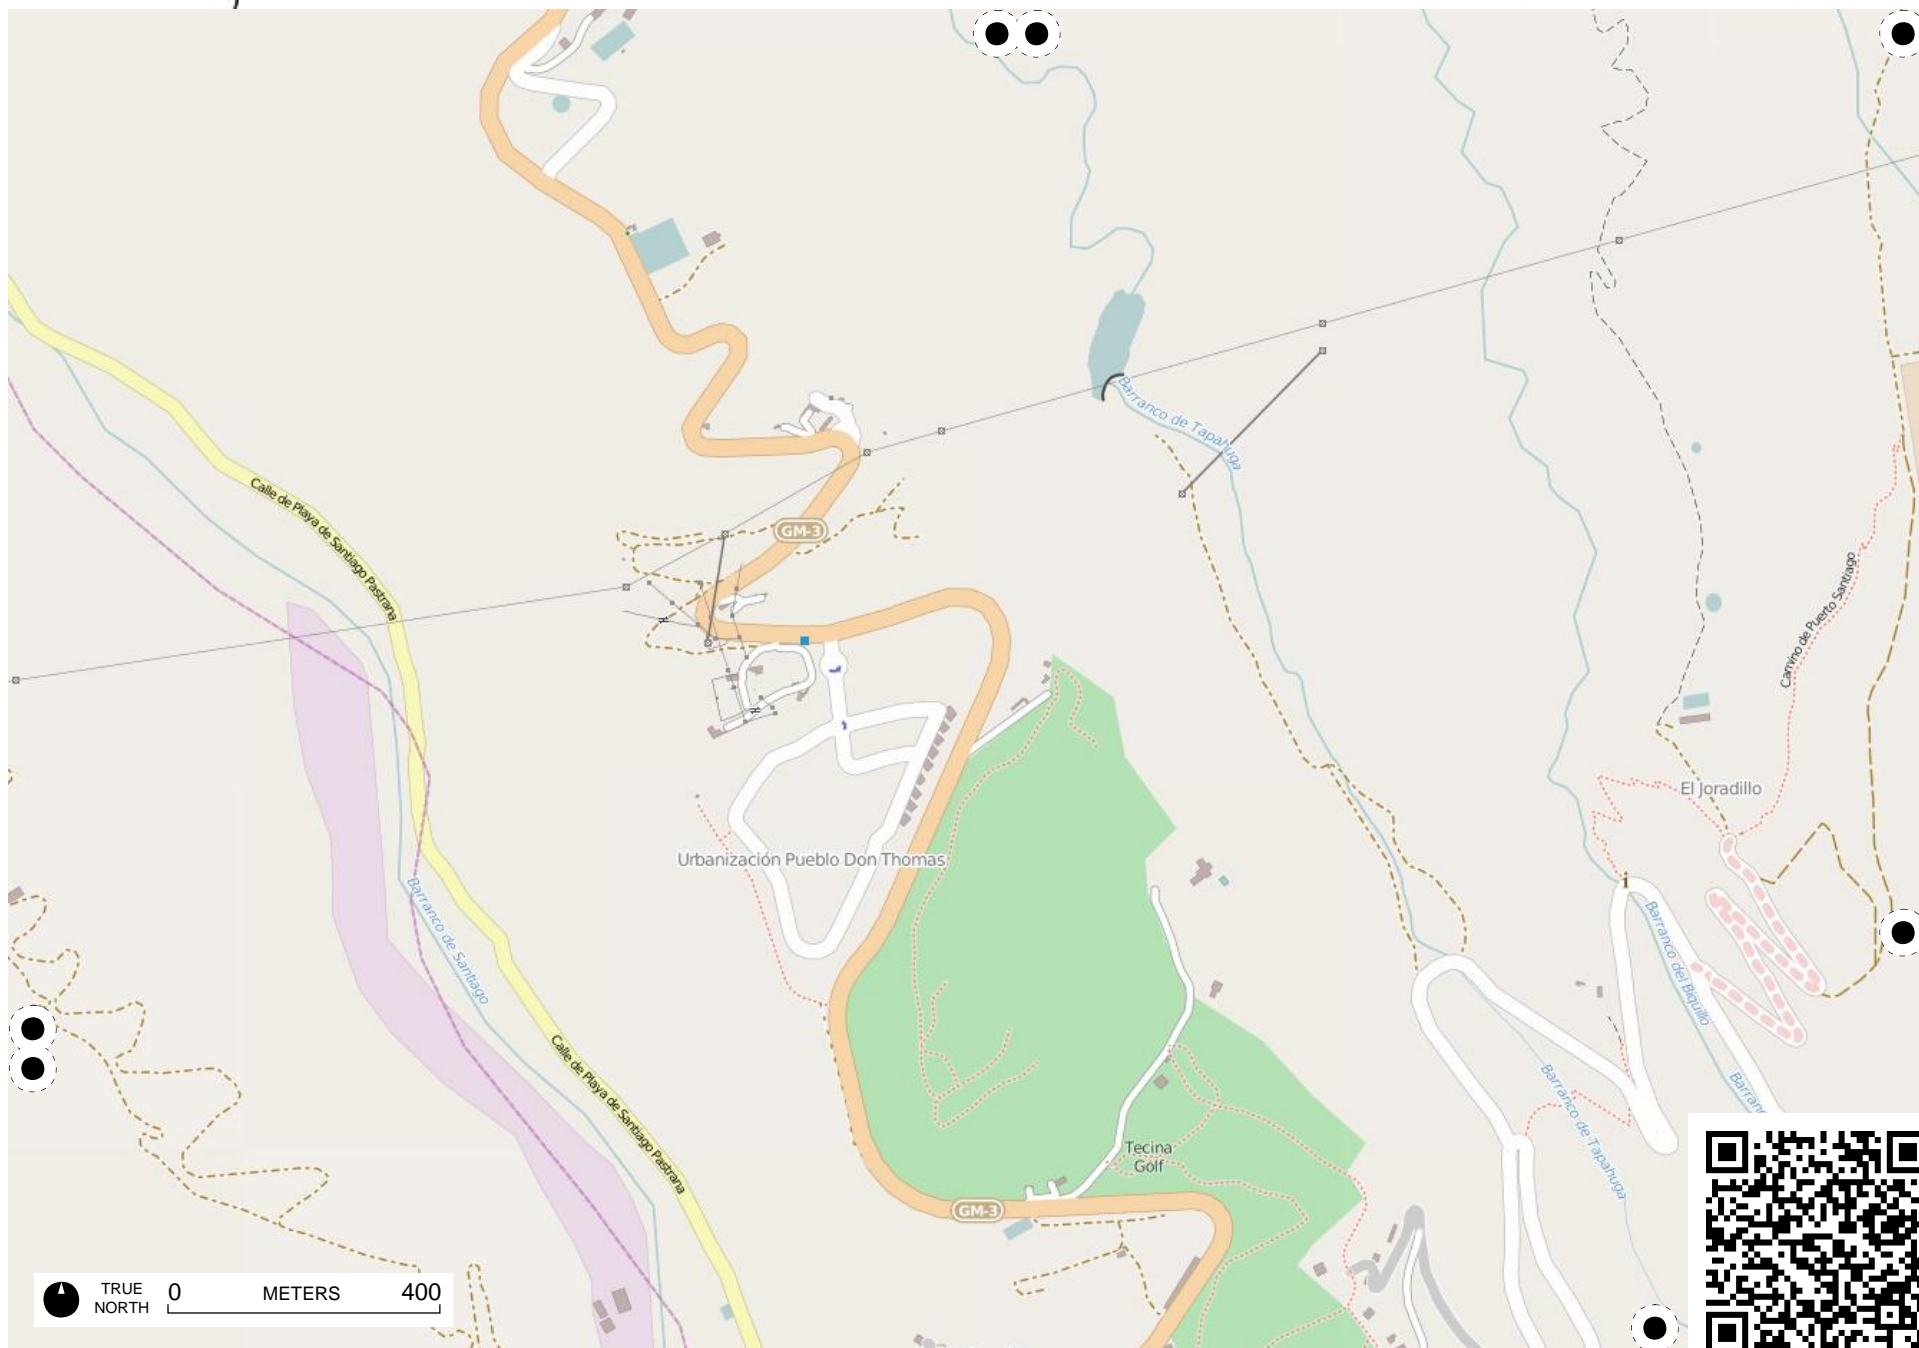 Calle de Playa de Santiago Pastrana
Barranco de Tapahuga
GM-3
Camino de Puerto Santiago
El Joradillo
Urbanización Pueblo Don Thomas
Barranco de Santiago
Barranco del Biquillo
Calle de Playa de Santiago Pastrana
Barranco de Tapahuga
Barranc
Tecina
Golf
GM-3
TRUE
NORTH
0 METERS 400